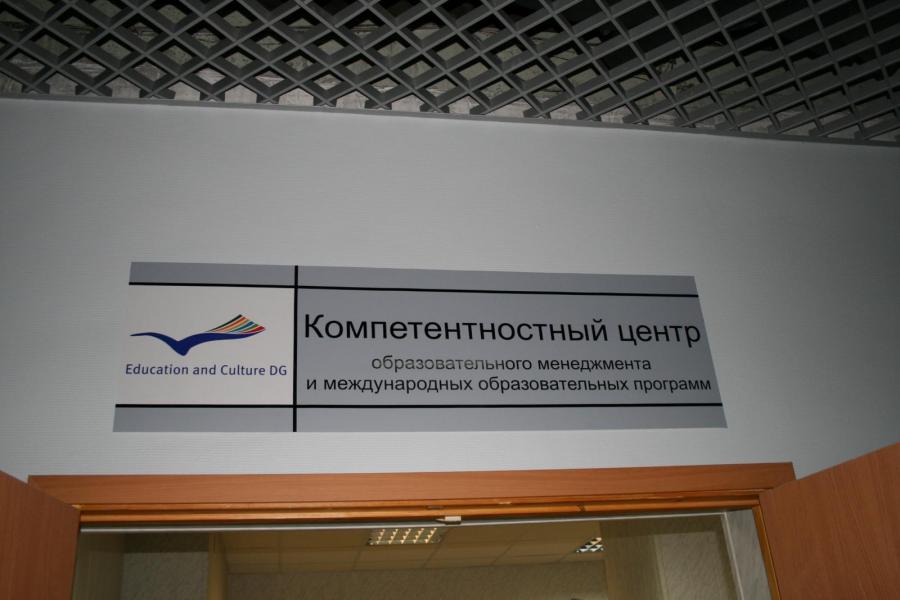 Education and Culture DG
Компетентностный центр
образовательного менеджмента
и международных образовательных программ